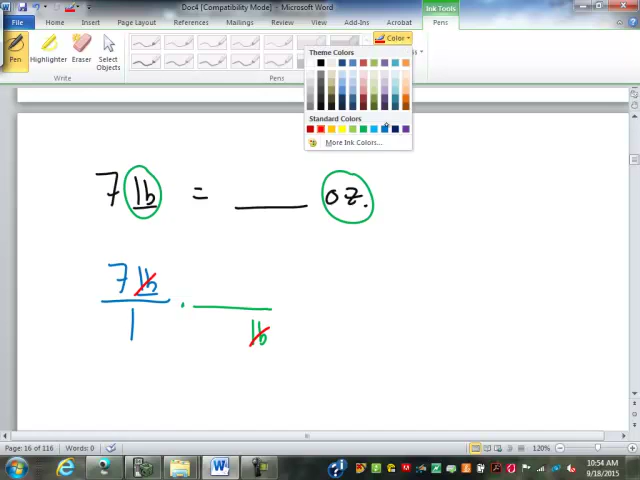 Doc4 [Compatibility Mode] - Microsoft Word
Ink Tools
File Home Insert Page Layout References Mailings Review View Add-Ins Acrobat Pens
Pen Highlighter Eraser Select Objects
Color
Write Pens
Theme Colors
Standard Colors
More Ink Colors...
7 lb = ____ oz.
7 lb
1 · ____
lb
Page: 16 of 116 Words: 0 120%
10:54 AM
9/18/2015